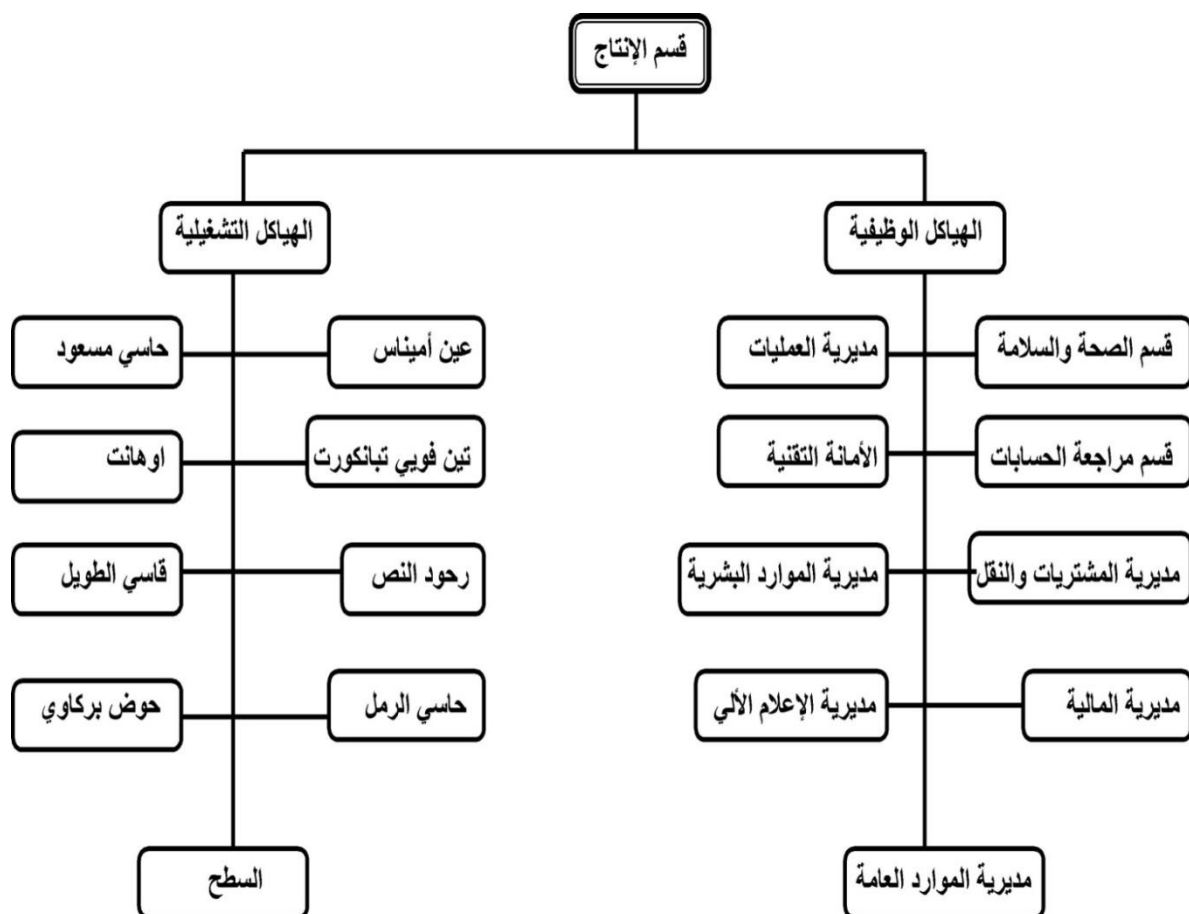 قسم الإنتاج
الهياكل الوظيفية
الهياكل التشغيلية
قسم الصحة والسلامة
مديرية العمليات
عين أميناس
حاسي مسعود
قسم مراجعة الحسابات
الأمانة التقنية
تين فويي تبانكورت
اوهانت
مديرية المشتريات والنقل
مديرية الموارد البشرية
رحود النص
قاسي الطويل
مديرية المالية
مديرية الإعلام الألي
حاسي الرمل
حوض بركاوي
مديرية الموارد العامة
السطح